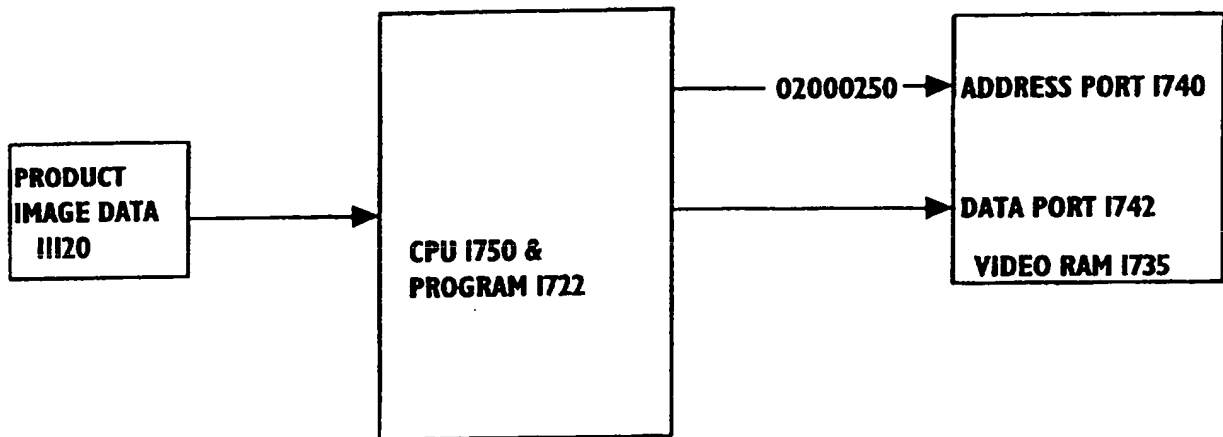 PRODUCT
IMAGE DATA
11120
CPU 1750 &
PROGRAM 1722
02000250
ADDRESS PORT 1740
DATA PORT 1742
VIDEO RAM 1735